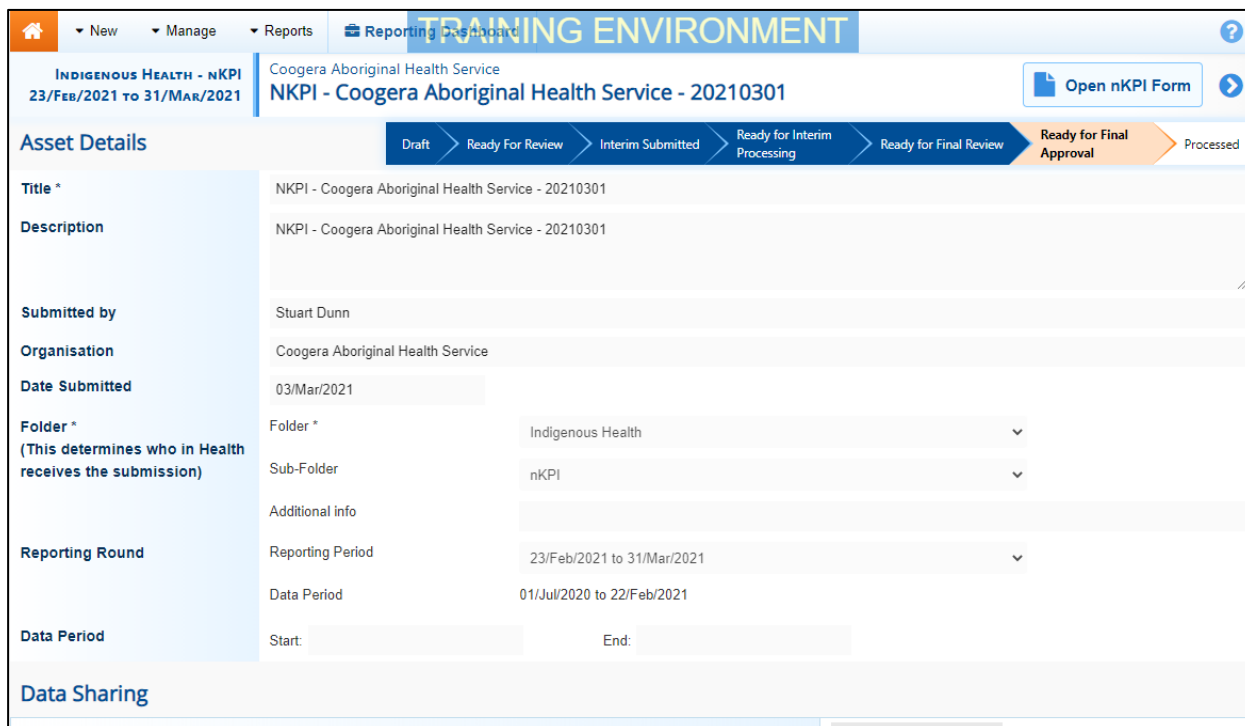 New Manage Reports Reporting Dashboard
TRAINING ENVIRONMENT
?
Indigenous Health - nKPI
23/Feb/2021 to 31/Mar/2021
Coogera Aboriginal Health Service
NKPI - Coogera Aboriginal Health Service - 20210301
Open nKPI Form
Asset Details
Draft
Ready For Review
Interim Submitted
Ready for Interim
Processing
Ready for Final Review
Ready for Final
Approval
Processed
Title *
NKPI - Coogera Aboriginal Health Service - 20210301
Description
NKPI - Coogera Aboriginal Health Service - 20210301
Submitted by
Stuart Dunn
Organisation
Coogera Aboriginal Health Service
Date Submitted
03/Mar/2021
Folder *
(This determines who in Health
receives the submission)
Folder *
Indigenous Health
Sub-Folder
nKPI
Additional info
Reporting Round
Reporting Period
23/Feb/2021 to 31/Mar/2021
Data Period
01/Jul/2020 to 22/Feb/2021
Data Period
Start:
End:
Data Sharing